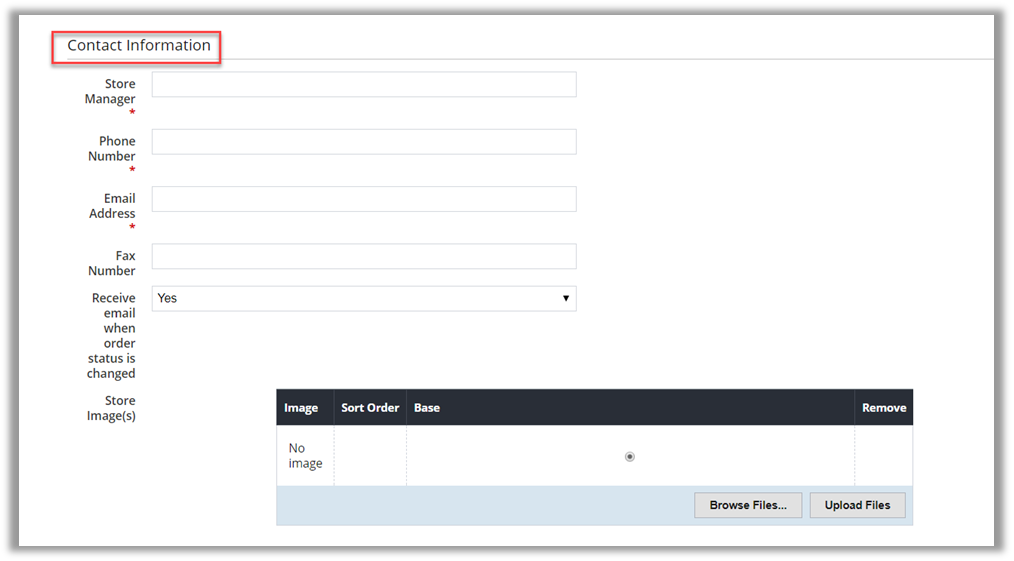 Contact Information
Store
Manager
*
Phone
Number
*
Email
Address
*
Fax
Number
Receive
email
when
order
status is
changed
Yes
Store
Image(s)
Image Sort Order Base Remove
No
image
Browse Files... Upload Files